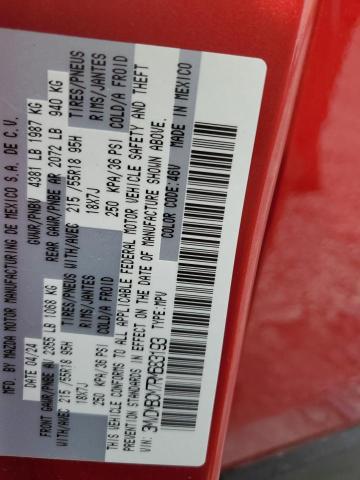 MFD. BY MAZDA MOTOR MANUFACTURING DE MEXICO S.A. DE C.V.
DATE 04/24 GVWR/PNBV 4381 LB 1987 KG
FRONT GAWR/PNBE AV 2355 LB 1068 KG REAR GAWR/PNBE AR 2072 LB 940 KG
TIRES/PNEUS TIRES/PNEUS
WITH/AVEC 215/55R18 95H RIMS/JANTES WITH/AVEC 215/55R18 95H RIMS/JANTES
18X7J COLD/A FROID 18X7J COLD/A FROID
250 KPA/36 PSI 250 KPA/36 PSI
THIS VEHICLE CONFORMS TO ALL APPLICABLE FEDERAL MOTOR VEHICLE SAFETY AND THEFT
PREVENTION STANDARDS IN EFFECT ON THE DATE OF MANUFACTURE SHOWN ABOVE.
TYPE:MPV COLOR CODE:46V MADE IN MEXICO